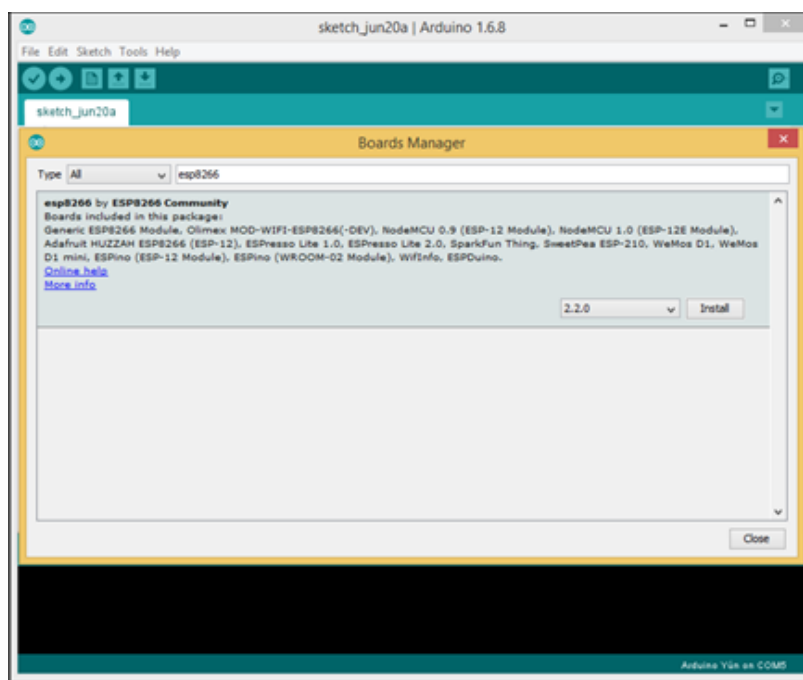 sketch_jun20a | Arduino 1.6.8
File Edit Sketch Tools Help
sketch_jun20a
Boards Manager
Type All esp8266
esp8266 by ESP8266 Community
Boards included in this package:
Generic ESP8266 Module, Olimex MOD-WIFI-ESP8266(-DEV), NodeMCU 0.9 (ESP-12 Module), NodeMCU 1.0 (ESP-12E Module),
Adafruit HUZZAH ESP8266 (ESP-12), ESPresso Lite 1.0, ESPresso Lite 2.0, SparkFun Thing, SweetPea ESP-210, WeMos D1, WeMos
D1 mini, ESPino (ESP-12 Module), ESPino (WROOM-02 Module), WifInfo, ESPDuino.
Online help
More info
2.2.0 Install
Close
Arduino Yún on COM5